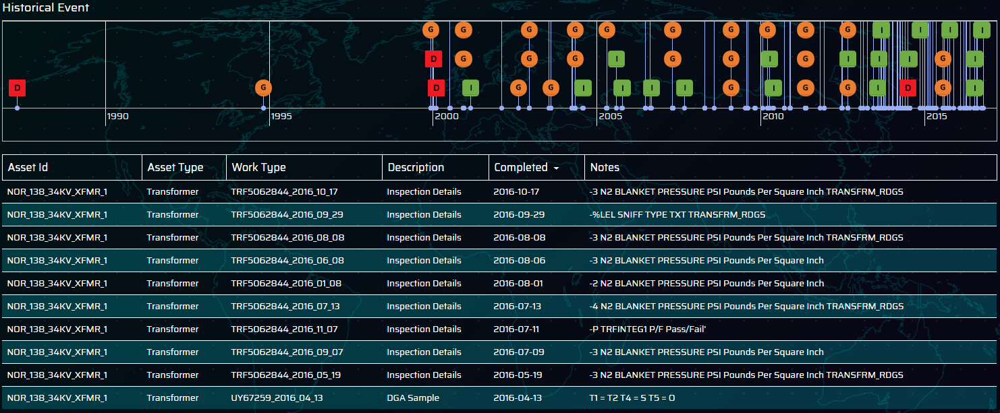 Historical Event
G G G G G G G G G I I I I
D G G G I G G I G I I I G I
D G I G G I I I I G I G G I D G I
1990 1995 2000 2005 2010 2015
Asset Id Asset Type Work Type Description Completed Notes
NOR_138_34KV_XFMR_1 Transformer TRF5062844_2016_10_17 Inspection Details 2016-10-17 -3 N2 BLANKET PRESSURE PSI Pounds Per Square Inch TRANSFRM_RDGS
NOR_138_34KV_XFMR_1 Transformer TRF5062844_2016_09_29 Inspection Details 2016-09-29 -%LEL SNIFF TYPE TXT TRANSFRM_RDGS
NOR_138_34KV_XFMR_1 Transformer TRF5062844_2016_08_08 Inspection Details 2016-08-08 -3 N2 BLANKET PRESSURE PSI Pounds Per Square Inch TRANSFRM_RDGS
NOR_138_34KV_XFMR_1 Transformer TRF5062844_2016_06_08 Inspection Details 2016-08-06 -3 N2 BLANKET PRESSURE PSI Pounds Per Square Inch
NOR_138_34KV_XFMR_1 Transformer TRF5062844_2016_01_08 Inspection Details 2016-08-01 -2 N2 BLANKET PRESSURE PSI Pounds Per Square Inch
NOR_138_34KV_XFMR_1 Transformer TRF5062844_2016_07_13 Inspection Details 2016-07-13 -4 N2 BLANKET PRESSURE PSI Pounds Per Square Inch TRANSFRM_RDGS
NOR_138_34KV_XFMR_1 Transformer TRF5062844_2016_11_07 Inspection Details 2016-07-11 -P TRFINTEG1 P/F Pass/Fail'
NOR_138_34KV_XFMR_1 Transformer TRF5062844_2016_09_07 Inspection Details 2016-07-09 -3 N2 BLANKET PRESSURE PSI Pounds Per Square Inch
NOR_138_34KV_XFMR_1 Transformer TRF5062844_2016_05_19 Inspection Details 2016-05-19 -3 N2 BLANKET PRESSURE PSI Pounds Per Square Inch TRANSFRM_RDGS
NOR_138_34KV_XFMR_1 Transformer UY67259_2016_04_13 DGA Sample 2016-04-13 T1 = T2 T4 = S T5 = O